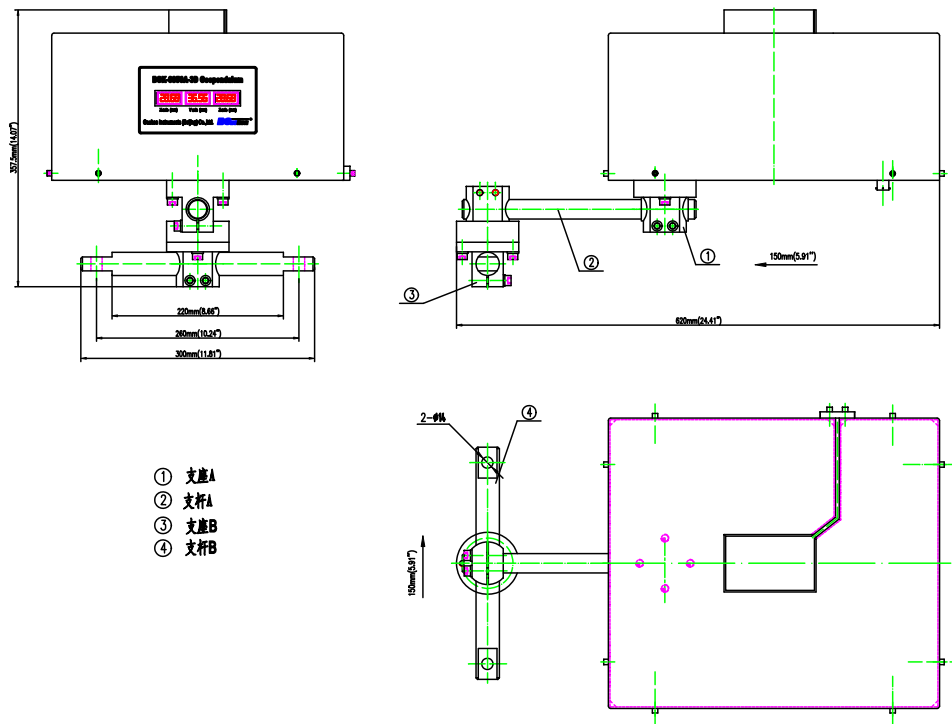 357.5mm(14.07")
220mm(8.66")
260mm(10.24")
300mm(11.81")
①
②
③
150mm(5.91")
620mm(24.41")
2-ø14
④
150mm(5.91")
① 支座A
② 支杆A
③ 支座B
④ 支杆B